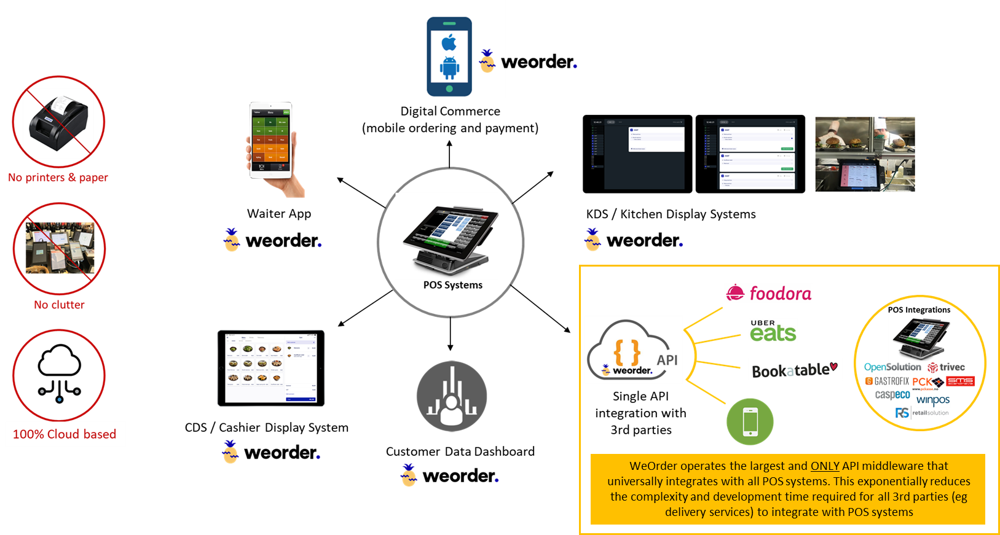 weorder.
Digital Commerce
(mobile ordering and payment)
No printers & paper
No clutter
100% Cloud based
Waiter App
weorder.
KDS / Kitchen Display Systems
weorder.
POS Systems
CDS / Cashier Display System
weorder.
Customer Data Dashboard
weorder.
{ }
API
weorder.
Single API
integration with
3rd parties
foodora
UBER
eats
Bookatable
POS Integrations
OpenSolution
trivec
G GASTROFIX
PCK
www.pckasse.no
SMS
caspeco
winpos
RS retailsolution
WeOrder operates the largest and ONLY API middleware that
universally integrates with all POS systems. This exponentially reduces
the complexity and development time required for all 3rd parties (eg
delivery services) to integrate with POS systems